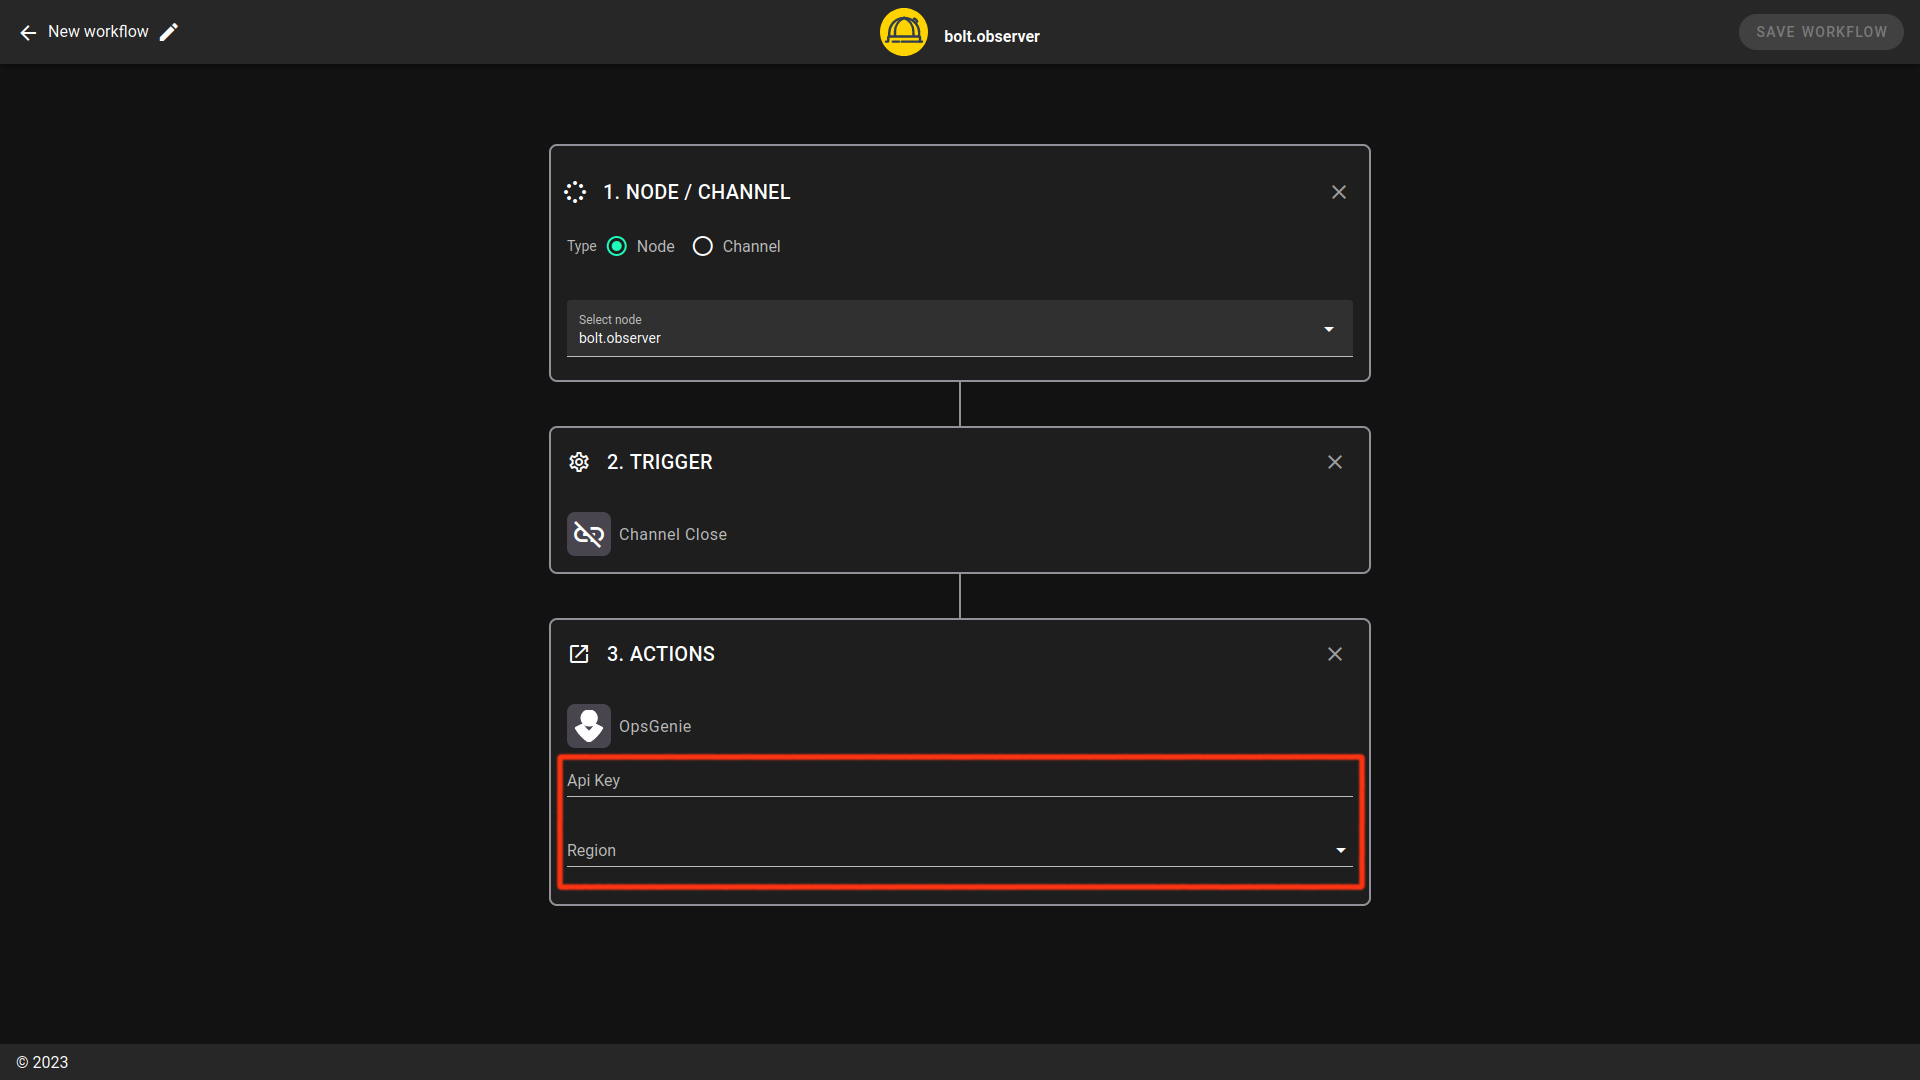 New workflow
bolt.observer
SAVE WORKFLOW
1. NODE / CHANNEL
Type Node Channel
Select node
bolt.observer
2. TRIGGER
Channel Close
3. ACTIONS
OpsGenie
Api Key
Region
© 2023